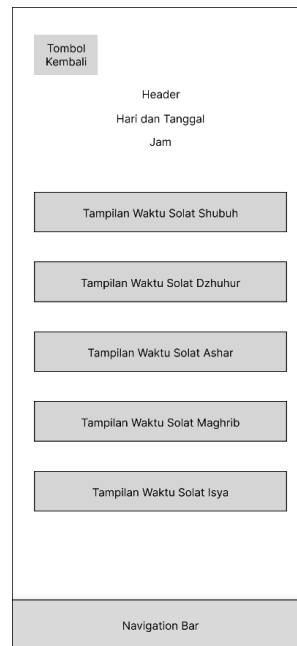 Tombol
Kembali
Header
Hari dan Tanggal
Jam
Tampilan Waktu Solat Shubuh
Tampilan Waktu Solat Dzhuhur
Tampilan Waktu Solat Ashar
Tampilan Waktu Solat Maghrib
Tampilan Waktu Solat Isya
Navigation Bar